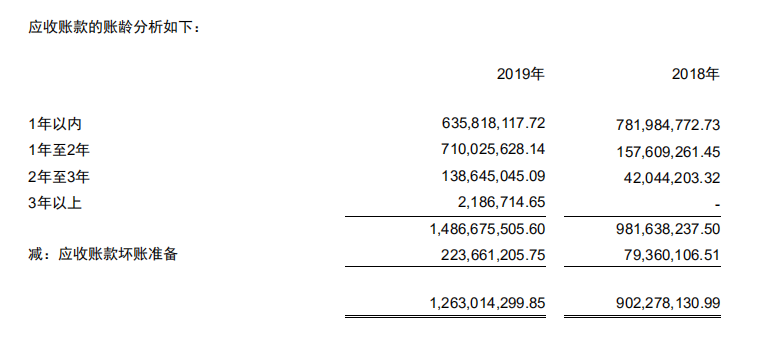 应收账款的账龄分析如下：
2019年 2018年
1年以内 635,818,117.72 781,984,772.73
1年至2年 710,025,628.14 157,609,261.45
2年至3年 138,645,045.09 42,044,203.32
3年以上 2,186,714.65 -
1,486,675,505.60 981,638,237.50
减：应收账款坏账准备 223,661,205.75 79,360,106.51
1,263,014,299.85 902,278,130.99